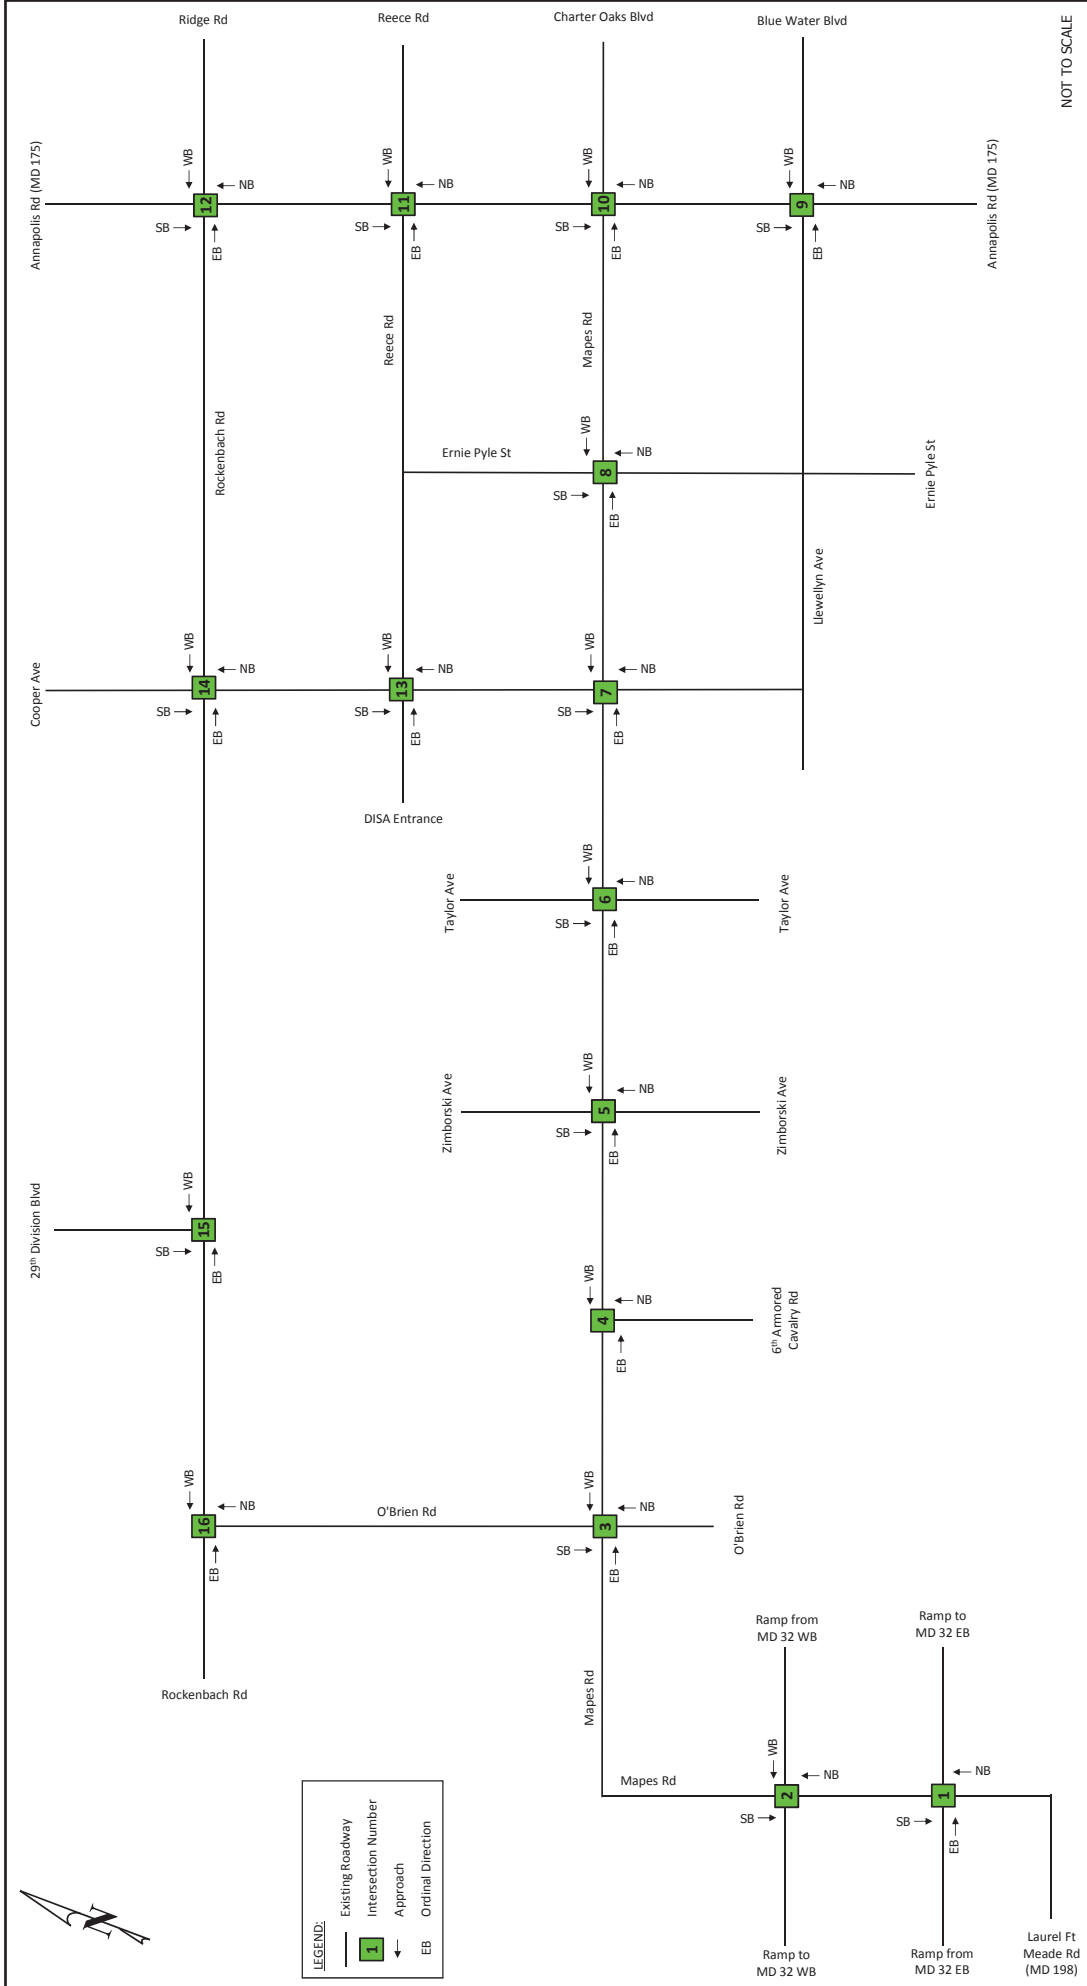 Ridge Rd
Reece Rd
Charter Oaks Blvd
Blue Water Blvd
NOT TO SCALE
Annapolis Rd (MD 175)
WB
NB
12
SB
EB
WB
NB
11
SB
EB
WB
NB
10
SB
EB
WB
NB
9
SB
EB
Annapolis Rd (MD 175)
Rockenbach Rd
Reece Rd
Mapes Rd
Ernie Pyle St
WB
NB
8
SB
EB
Ernie Pyle St
Llewellyn Ave
Cooper Ave
WB
NB
14
SB
EB
WB
NB
13
SB
EB
WB
NB
7
SB
EB
DISA Entrance
Taylor Ave
WB
NB
6
SB
EB
Taylor Ave
Zimborski Ave
WB
NB
5
SB
EB
Zimborski Ave
29th Division Blvd
WB
15
SB
EB
WB
NB
4
EB
6th Armored
Cavalry Rd
WB
NB
16
EB
O'Brien Rd
WB
NB
3
SB
EB
O'Brien Rd
Rockenbach Rd
Mapes Rd
Mapes Rd
Ramp from
MD 32 WB
Ramp to
MD 32 EB
WB
NB
2
SB
NB
1
SB
EB
Ramp to
MD 32 WB
Ramp from
MD 32 EB
Laurel Ft
Meade Rd
(MD 198)
LEGEND:
Existing Roadway
1
Intersection Number
Approach
EB
Ordinal Direction
N